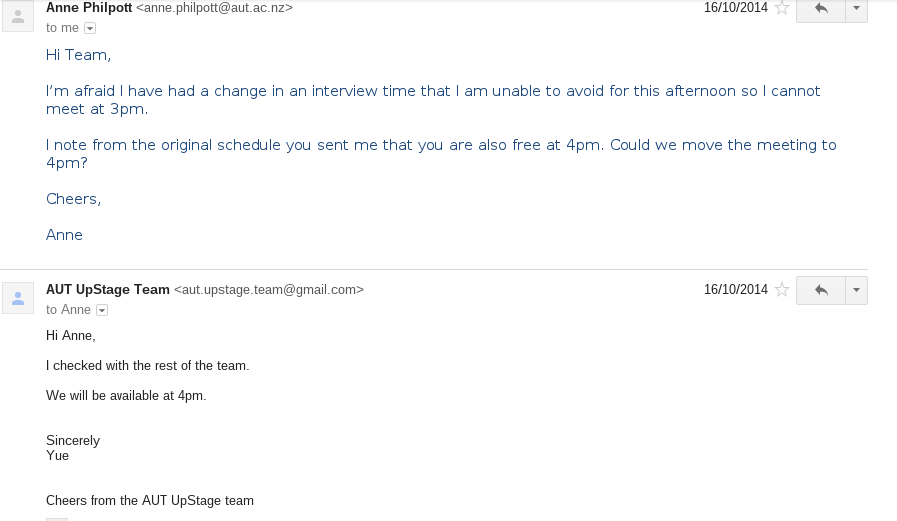 Anne Philpott <anne.philpott@aut.ac.nz> 16/10/2014
to me
Hi Team,
I'm afraid I have had a change in an interview time that I am unable to avoid for this afternoon so I cannot
meet at 3pm.
I note from the original schedule you sent me that you are also free at 4pm. Could we move the meeting to
4pm?
Cheers,
Anne
AUT UpStage Team <aut.upstage.team@gmail.com> 16/10/2014
to Anne
Hi Anne,
I checked with the rest of the team.
We will be available at 4pm.
Sincerely
Yue
Cheers from the AUT UpStage team